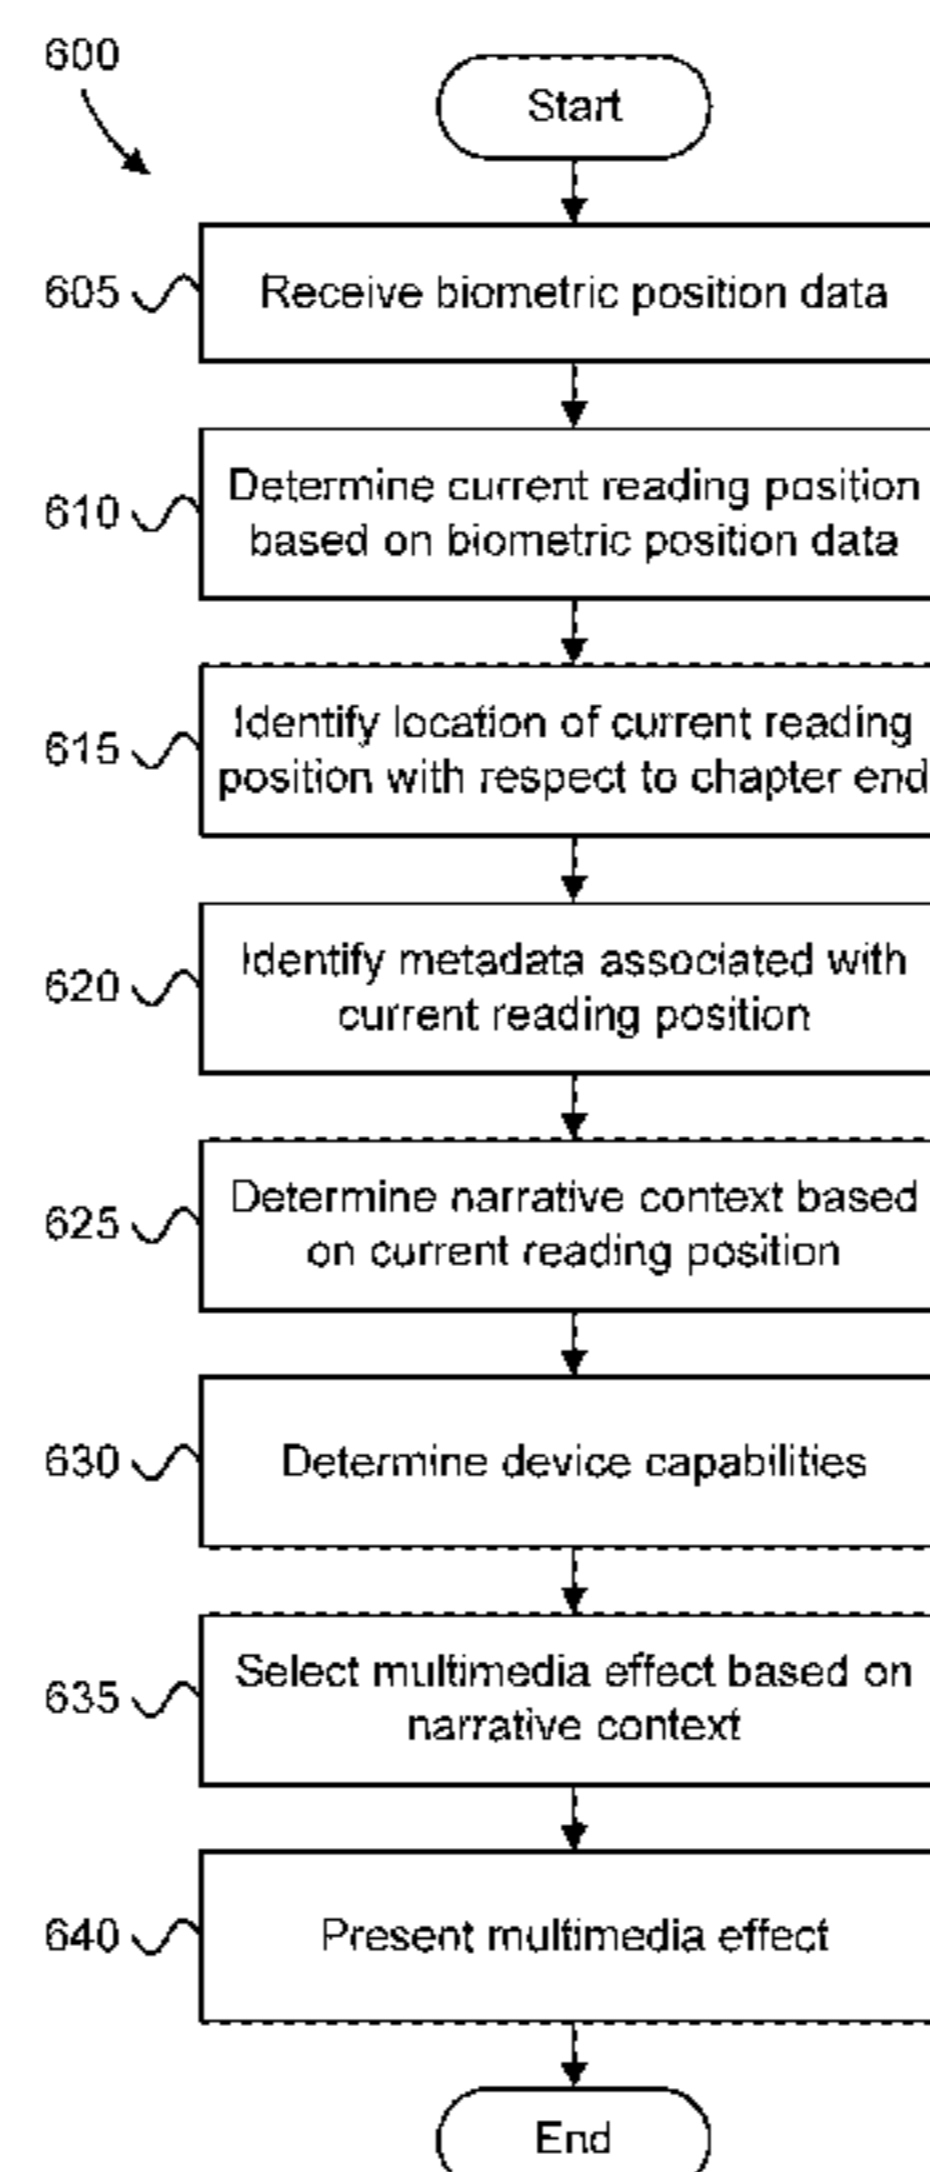 600
Start
605
Receive biometric position data
610
Determine current reading position
based on biometric position data
615
Identify location of current reading
position with respect to chapter end
620
Identify metadata associated with
current reading position
625
Determine narrative context based
on current reading position
630
Determine device capabilities
635
Select multimedia effect based on
narrative context
640
Present multimedia effect
End